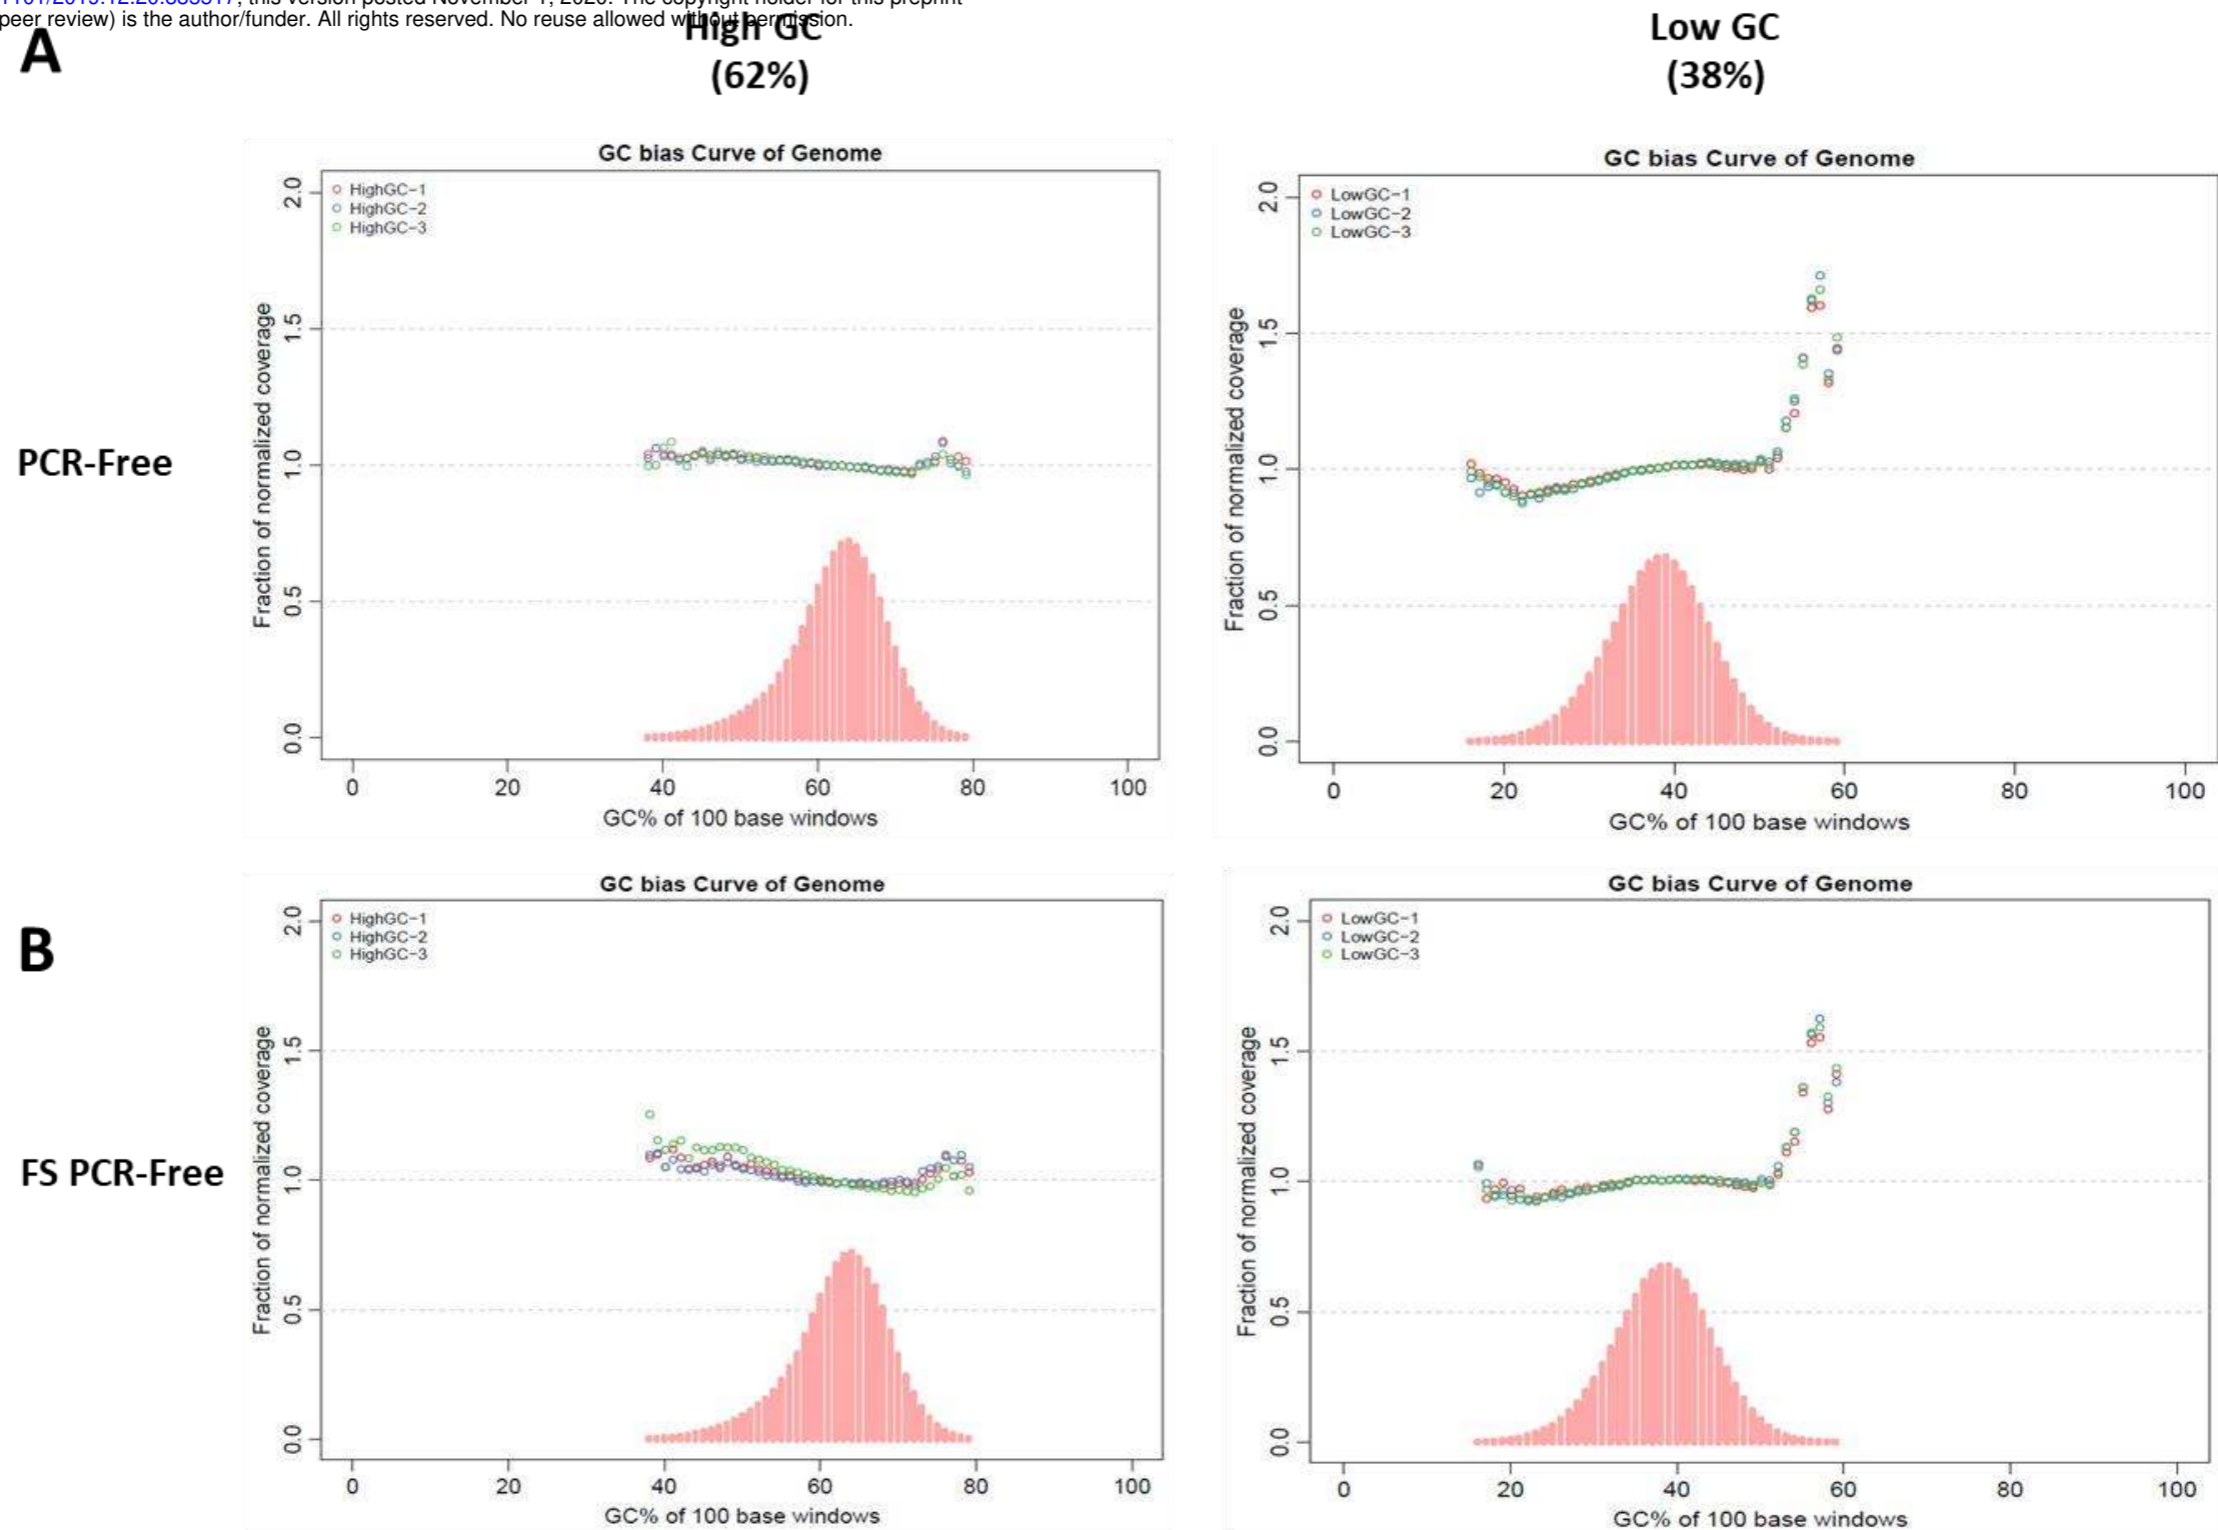 peer review) is the author/funder. All rights reserved. No reuse allowed without permission.
A
High GC
(62%)
Low GC
(38%)
PCR-Free
GC bias Curve of Genome
HighGC-1
HighGC-2
HighGC-3
Fraction of normalized coverage
2.0
1.5
1.0
0.5
0.0
0 20 40 60 80 100
GC% of 100 base windows
GC bias Curve of Genome
LowGC-1
LowGC-2
LowGC-3
Fraction of normalized coverage
2.0
1.5
1.0
0.5
0.0
0 20 40 60 80 100
GC% of 100 base windows
B
FS PCR-Free
GC bias Curve of Genome
HighGC-1
HighGC-2
HighGC-3
Fraction of normalized coverage
2.0
1.5
1.0
0.5
0.0
0 20 40 60 80 100
GC% of 100 base windows
GC bias Curve of Genome
LowGC-1
LowGC-2
LowGC-3
Fraction of normalized coverage
2.0
1.5
1.0
0.5
0.0
0 20 40 60 80 100
GC% of 100 base windows